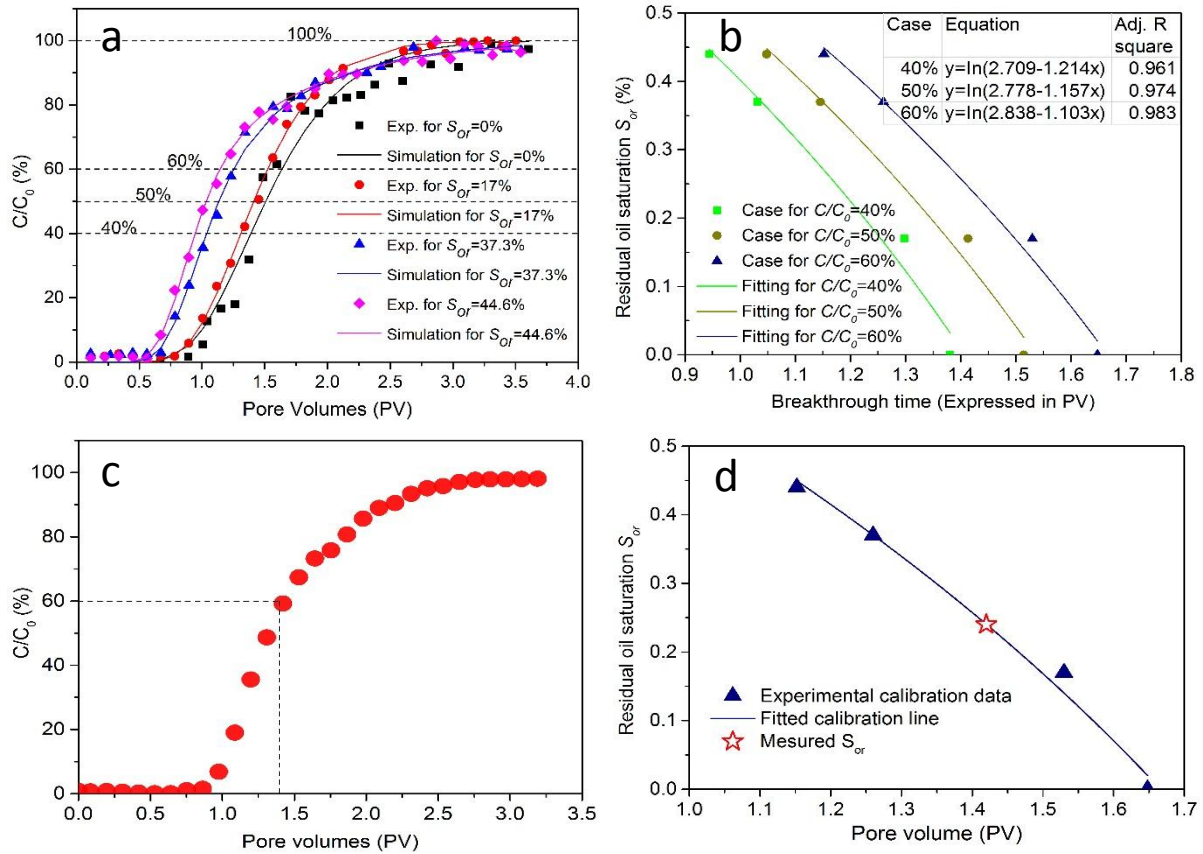 a
100%
60%
50%
40%
Exp. for Sor=0%
Simulation for Sor=0%
Exp. for Sor=17%
Simulation for Sor=17%
Exp. for Sor=37.3%
Simulation for Sor=37.3%
Exp. for Sor=44.6%
Simulation for Sor=44.6%
C/C0 (%)
100
80
60
40
20
0
0.0 0.5 1.0 1.5 2.0 2.5 3.0 3.5 4.0
Pore Volumes (PV)
b
Case Equation Adj. R square
40% y=ln(2.709-1.214x) 0.961
50% y=ln(2.778-1.157x) 0.974
60% y=ln(2.838-1.103x) 0.983
Case for C/C0=40%
Case for C/C0=50%
Case for C/C0=60%
Fitting for C/C0=40%
Fitting for C/C0=50%
Fitting for C/C0=60%
Residual oil saturation Sor (%)
0.5
0.4
0.3
0.2
0.1
0.0
0.9 1.0 1.1 1.2 1.3 1.4 1.5 1.6 1.7 1.8
Breakthrough time (Expressed in PV)
c
C/C0 (%)
100
80
60
40
20
0
0.0 0.5 1.0 1.5 2.0 2.5 3.0 3.5
Pore volumes (PV)
d
Experimental calibration data
Fitted calibration line
Mesured Sor
Residual oil saturation Sor
0.5
0.4
0.3
0.2
0.1
0.0
1.0 1.1 1.2 1.3 1.4 1.5 1.6 1.7
Pore volume (PV)